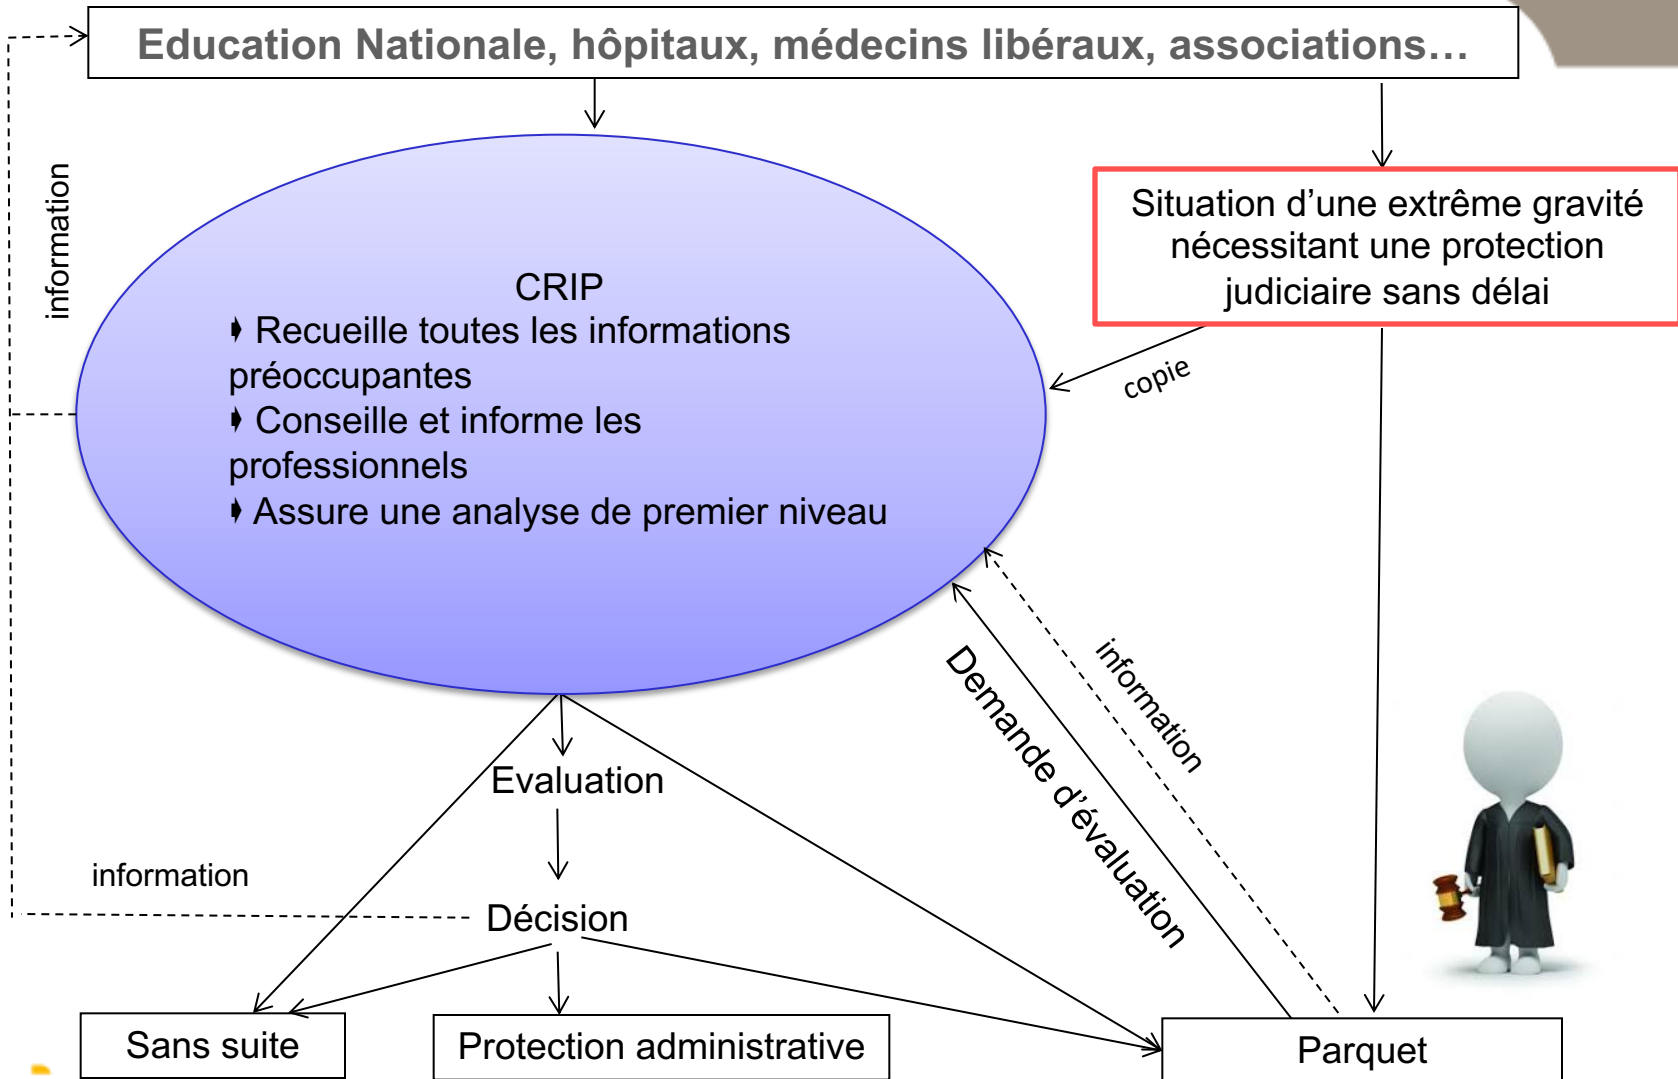 Education Nationale, hôpitaux, médecins libéraux, associations…
information
Situation d’une extrême gravité
nécessitant une protection
judiciaire sans délai
CRIP
➧ Recueille toutes les informations
préoccupantes
➧ Conseille et informe les
professionnels
➧ Assure une analyse de premier niveau
copie
information
Demande d’évaluation
Evaluation
information
Décision
Sans suite
Protection administrative
Parquet